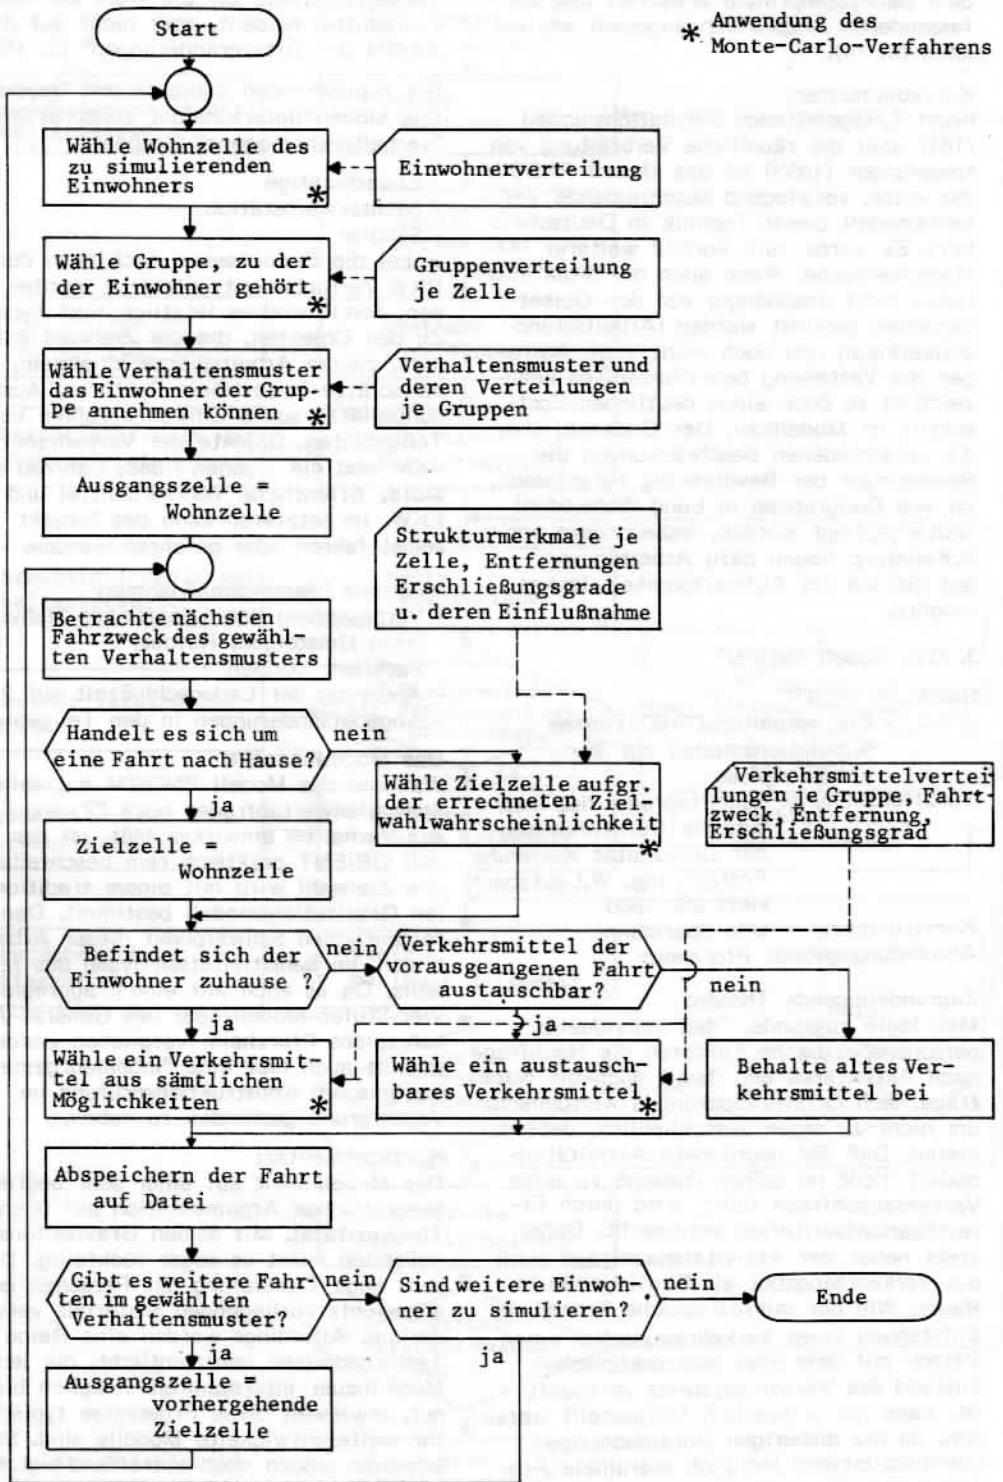 Start
* Anwendung des
Monte-Carlo-Verfahrens
Wähle Wohnzelle des
zu simulierenden
Einwohners *
Einwohnerverteilung
Wähle Gruppe, zu der
der Einwohner gehört *
Gruppenverteilung
je Zelle
Wähle Verhaltensmuster
das Einwohner der Grup-
pe annehmen können *
Verhaltensmuster und
deren Verteilung
je Gruppen
Ausgangszelle =
Wohnzelle
Strukturmerkmale je
Zelle, Entfernungen
Erschließungsgrade
u. deren Einflußnahme
Betrachte nächsten
Fahrzweck des gewähl-
ten Verhaltensmusters
Handelt es sich um
eine Fahrt nach Hause?
nein
ja
Wähle Zielzelle aufgr.
der errechneten Ziel-
wahlwahrscheinlichkeit
*
Verkehrsmittelvertei-
lungen je Gruppe, Fahrt-
zweck, Entfernung,
Erschließungsgrad
Zielzelle =
Wohnzelle
Befindet sich der
Einwohner zuhause ?
nein
ja
Verkehrsmittel der
vorausgeangenen Fahrt
austauschbar?
nein
ja
Wähle ein Verkehrsmit-
tel aus sämtlichen
Möglichkeiten *
Wähle ein austausch-
bares Verkehrsmittel *
Behalte altes Ver-
kehrsmittel bei
Abspeichern der Fahrt
auf Datei
Gibt es weitere Fahr-
ten im gewählten
Verhaltensmuster?
nein
ja
Sind weitere Einwoh-
ner zu simulieren?
nein
ja
Ende
Ausgangszelle =
vorhergehende
Zielzelle